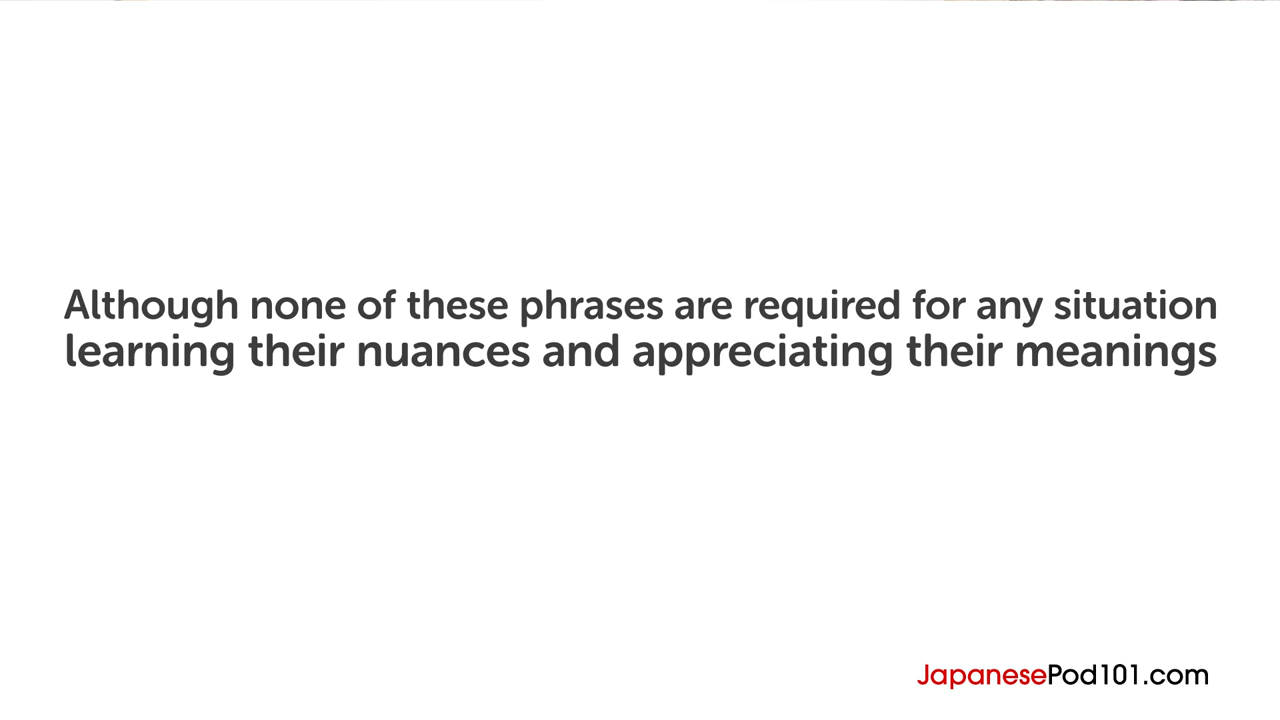 Although none of these phrases are required for any situation
learning their nuances and appreciating their meanings
JapanesePod101.com